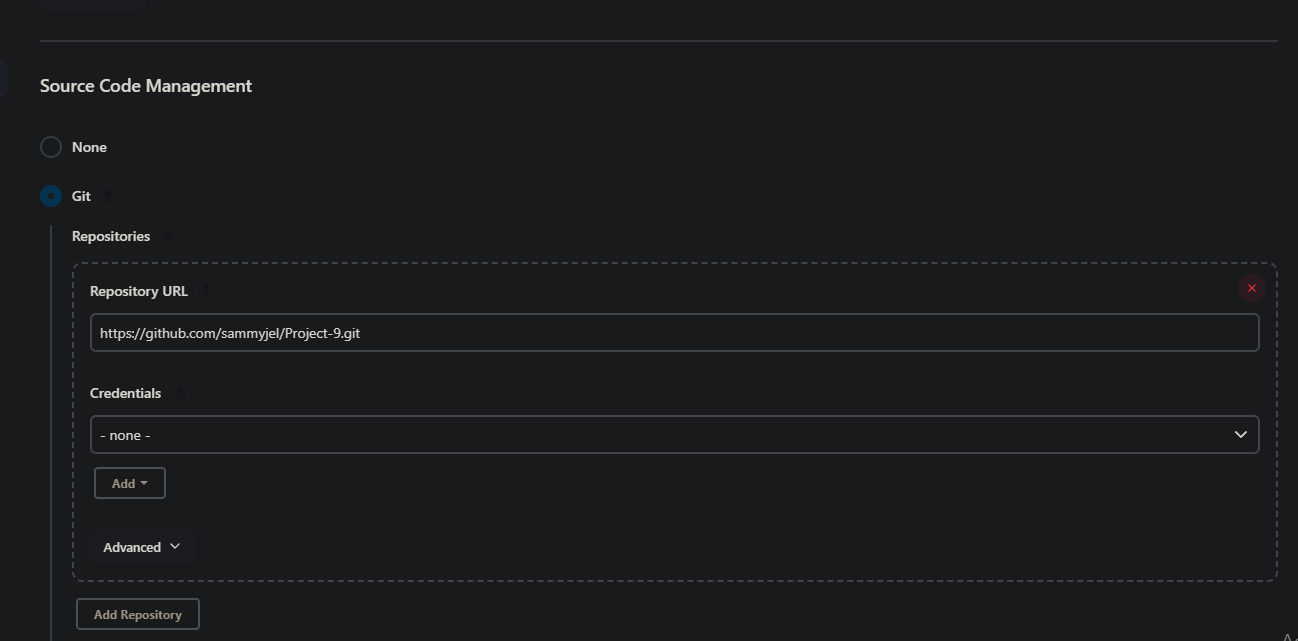 Source Code Management
None
Git ?
Repositories ?
Repository URL ?
https://github.com/sammyjel/Project-9.git
Credentials ?
- none -
Add
Advanced
Add Repository